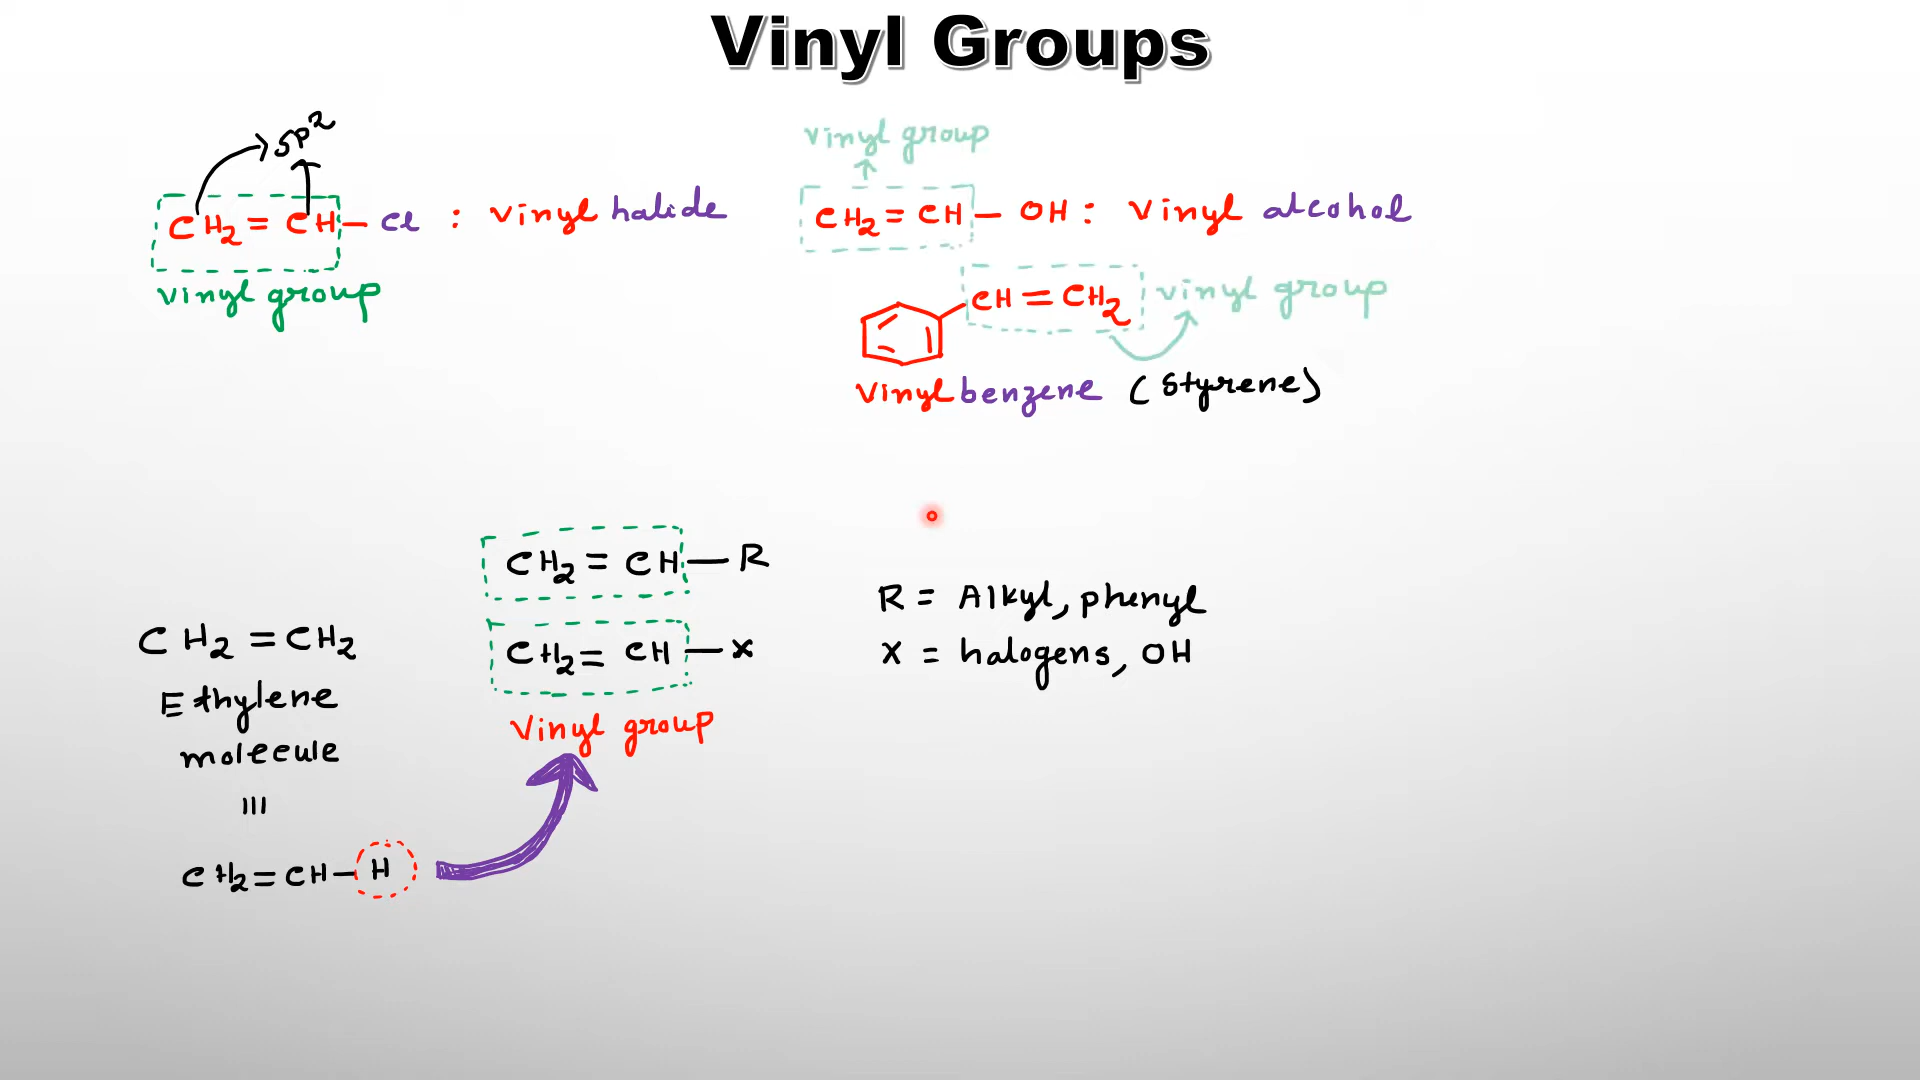 Vinyl Groups
sp²
CH₂ = CH – Cl : vinyl halide
vinyl group
vinyl group
CH₂ = CH – OH : vinyl alcohol
CH = CH₂ vinyl group
vinyl benzene (styrene)
CH₂ = CH – R
CH₂ = CH – X
vinyl group
R = Alkyl, phenyl
X = halogens, OH
CH₂ = CH₂
Ethylene
molecule
≡
CH₂ = CH – H